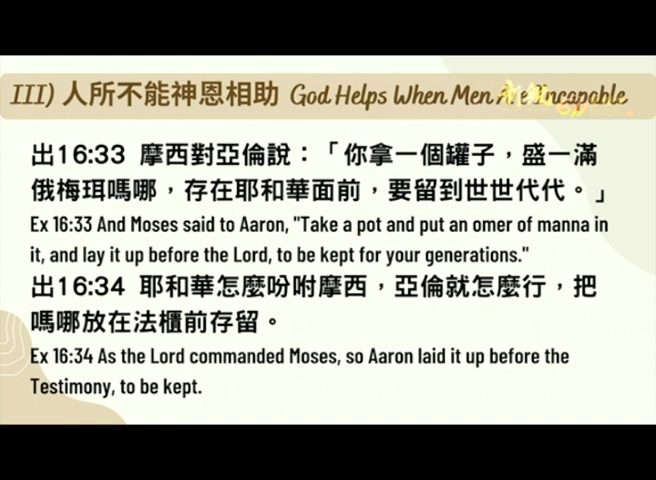 III) 人所不能神恩相助 God Helps When Men Are Incapable
出16:33 摩西對亞倫說：「你拿一個罐子，盛一滿
俄梅珥嗎哪，存在耶和華面前，要留到世世代代。」
Ex 16:33 And Moses said to Aaron, "Take a pot and put an omer of manna in
it, and lay it up before the Lord, to be kept for your generations."
出16:34 耶和華怎麼吩咐摩西，亞倫就怎麼行，把
嗎哪放在法櫃前存留。
Ex 16:34 As the Lord commanded Moses, so Aaron laid it up before the
Testimony, to be kept.